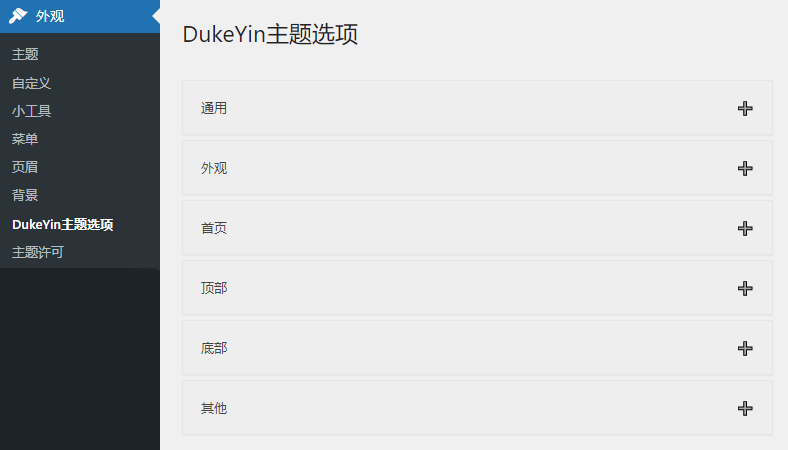 外观
主题
自定义
小工具
菜单
页眉
背景
DukeYin主题选项
主题许可
DukeYin主题选项
通用
外观
首页
顶部
底部
其他